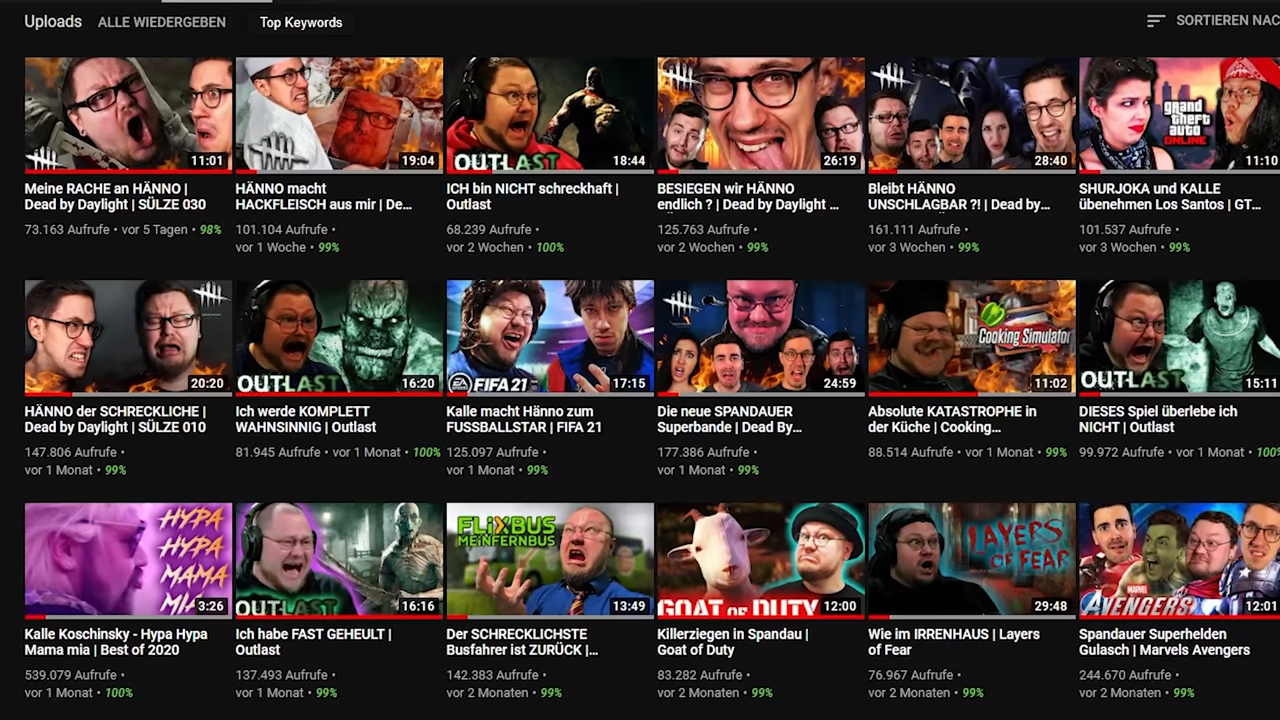 Uploads ALLE WIEDERGEBEN Top Keywords SORTIEREN NAC
11:01 OUTLAST
19:04
18:44
26:19
28:40
grand theft auto ONLINE 11:10
Meine RACHE an HÄNNO | HÄNNO macht ICH bin NICHT schreckhaft | BESIEGEN wir HÄNNO Bleibt HÄNNO SHURJOKA und KALLE
Dead by Daylight | SÜLZE 030 HACKFLEISCH aus mir | De... Outlast endlich ? | Dead by Daylight ... UNSCHLAGBAR ?! | Dead by... übenehmen Los Santos | GT...
73.163 Aufrufe • vor 5 Tagen • 98% 101.104 Aufrufe • 68.239 Aufrufe • 125.763 Aufrufe • 161.111 Aufrufe • 101.537 Aufrufe •
vor 1 Woche • 99% vor 2 Wochen • 100% vor 2 Wochen • 99% vor 3 Wochen • 99% vor 3 Wochen • 99%
20:20
OUTLAST 16:20
EA SPORTS FIFA 21 17:15
24:59
Cooking Simulator 11:02
OUTLAST 15:11
HÄNNO der SCHRECKLICHE | Ich werde KOMPLETT Kalle macht Hänno zum Die neue SPANDAUER Absolute KATASTROPHE in DIESES Spiel überlebe ich
Dead by Daylight | SÜLZE 010 WAHNSINNIG | Outlast FUSSBALLSTAR | FIFA 21 Superbande | Dead By... der Küche | Cooking... NICHT | Outlast
147.806 Aufrufe • 81.945 Aufrufe • vor 1 Monat • 100% 125.097 Aufrufe • 177.386 Aufrufe • 88.514 Aufrufe • vor 1 Monat • 99% 99.972 Aufrufe • vor 1 Monat • 100%
vor 1 Monat • 99% vor 1 Monat • 99% vor 1 Monat • 99%
HYPA
HYPA
MAMA
MIA 3:26
OUTLAST 16:16
FLiXBUS
MEiNFERNBUS
13:49
GOAT OF DUTY 12:00
LAYERS
OF FEAR
29:48
MARVEL
AVENGERS 12:01
Kalle Koschinsky - Hypa Hypa Ich habe FAST GEHEULT | Der SCHRECKLICHSTE Killerziegen in Spandau | Wie im IRRENHAUS | Layers Spandauer Superhelden
Mama mia | Best of 2020 Outlast Busfahrer ist ZURÜCK |... Goat of Duty of Fear Gulasch | Marvels Avengers
539.079 Aufrufe • 137.493 Aufrufe • 142.383 Aufrufe • 83.282 Aufrufe • 76.967 Aufrufe • 244.670 Aufrufe •
vor 1 Monat • 100% vor 1 Monat • 99% vor 2 Monaten • 99% vor 2 Monaten • 99% vor 2 Monaten • 99% vor 2 Monaten • 99%